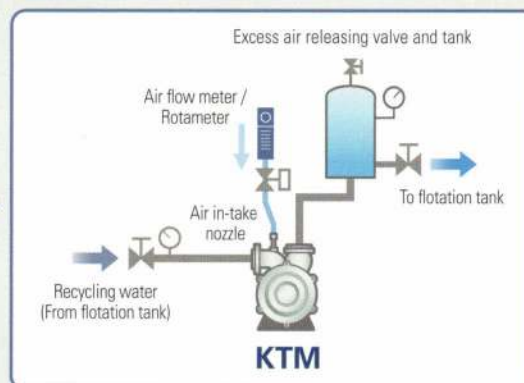 Excess air releasing valve and tank
Air flow meter /
Rotameter
To flotation tank
Air in-take
nozzle
Recycling water
(From flotation tank)
KTM